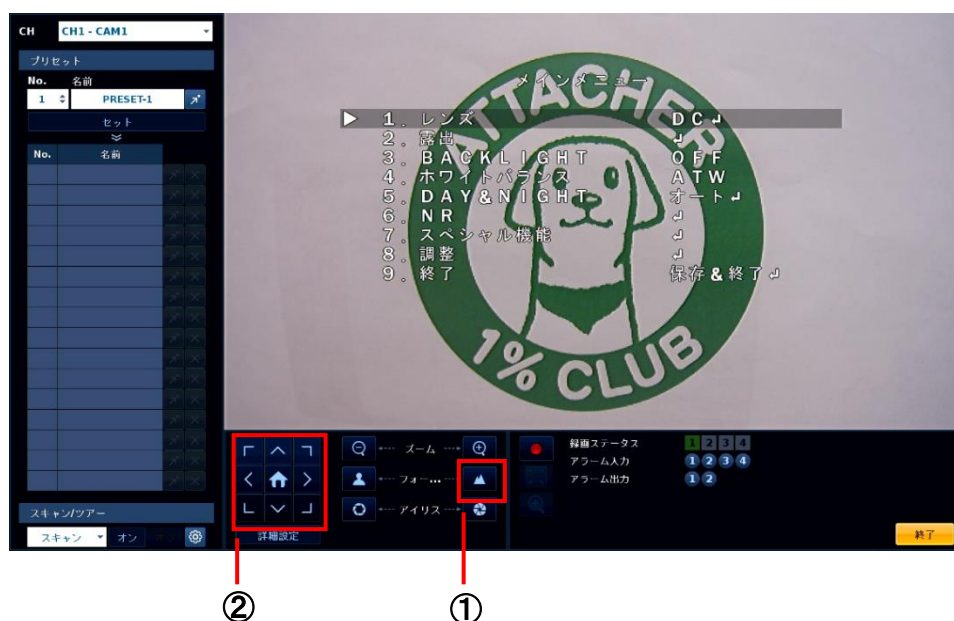 CH CH1 - CAM1
プリセット
No. 名前
1 PRESET-1
セット
No. 名前
スキャン/ツアー
スキャン オン
メインメニュー
1. レンズ DC↲
2. 露出 ↲
3. BACKLIGHT OFF
4. ホワイトバランス ATW
5. DAY&NIGHT オート↲
6. NR ↲
7. スペシャル機能 ↲
8. 調整 ↲
9. 終了 保存&終了↲
ATTACHER
1% CLUB
ズーム
フォー...
アイリス
詳細設定
録画ステータス 1 2 3 4
アラーム入力 1 2 3 4
アラーム出力 1 2
終了
② ①